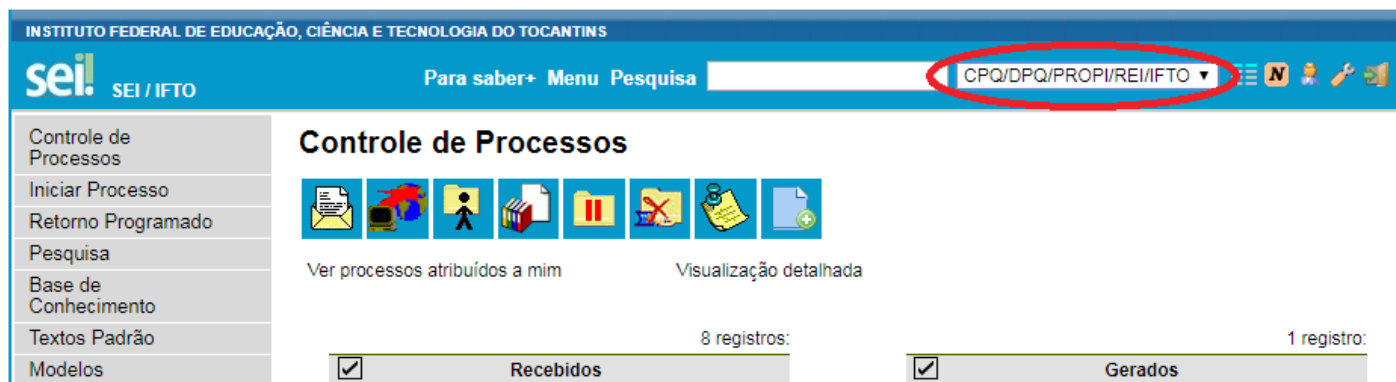 INSTITUTO FEDERAL DE EDUCAÇÃO, CIÊNCIA E TECNOLOGIA DO TOCANTINS
sei! SEI / IFTO
Para saber+ Menu Pesquisa CPQ/DPQ/PROPI/REI/IFTO
N
Controle de
Processos
Iniciar Processo
Retorno Programado
Pesquisa
Base de
Conhecimento
Textos Padrão
Modelos
Controle de Processos
Ver processos atribuídos a mim Visualização detalhada
8 registros: 1 registro:
Recebidos Gerados